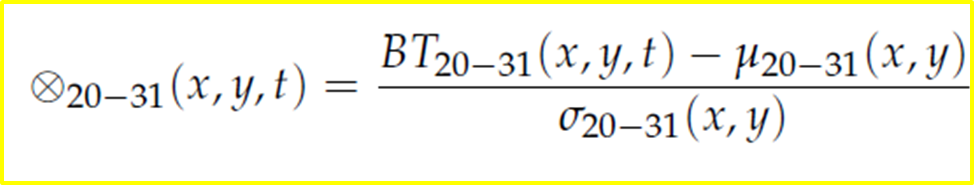 ⊗20−31(x, y, t) = BT20−31(x, y, t) − μ20−31(x, y)
σ20−31(x, y)